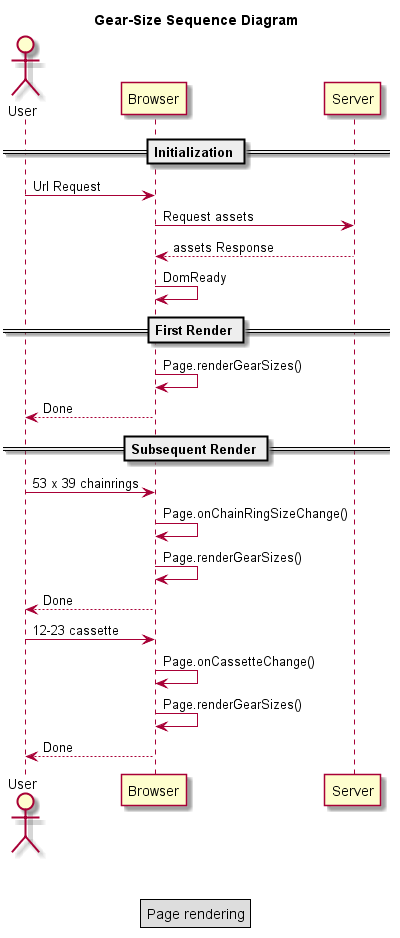 Gear-Size Sequence Diagram
User
Browser
Server
Initialization
Url Request
Request assets
assets Response
DomReady
First Render
Page.renderGearSizes()
Done
Subsequent Render
53 x 39 chainrings
Page.onChainRingSizeChange()
Page.renderGearSizes()
Done
12-23 cassette
Page.onCassetteChange()
Page.renderGearSizes()
Done
User
Browser
Server
Page rendering